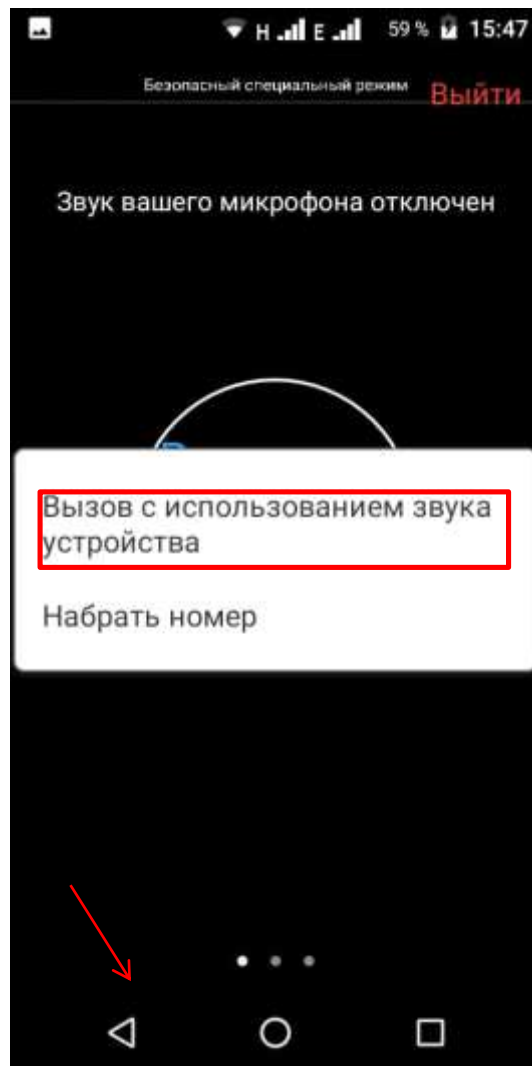 H E 59 % 15:47
Безопасный специальный режим Выйти
Звук вашего микрофона отключен
Вызов с использованием звука
устройства
Набрать номер